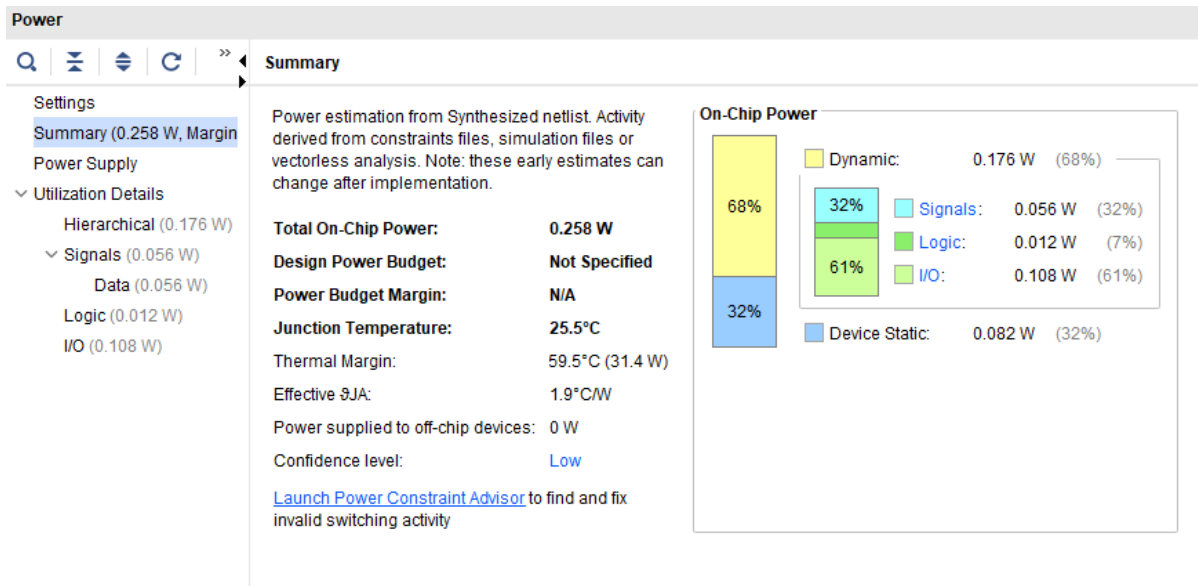 Power
»
Summary
Settings
Summary (0.258 W, Margin
Power Supply
Utilization Details
Hierarchical (0.176 W)
Signals (0.056 W)
Data (0.056 W)
Logic (0.012 W)
I/O (0.108 W)
Power estimation from Synthesized netlist. Activity
derived from constraints files, simulation files or
vectorless analysis. Note: these early estimates can
change after implementation.
Total On-Chip Power: 0.258 W
Design Power Budget: Not Specified
Power Budget Margin: N/A
Junction Temperature: 25.5°C
Thermal Margin: 59.5°C (31.4 W)
Effective ϑJA: 1.9°C/W
Power supplied to off-chip devices: 0 W
Confidence level: Low
Launch Power Constraint Advisor to find and fix
invalid switching activity
On-Chip Power
68%
32%
Dynamic: 0.176 W (68%)
32%
61%
Signals: 0.056 W (32%)
Logic: 0.012 W (7%)
I/O: 0.108 W (61%)
Device Static: 0.082 W (32%)